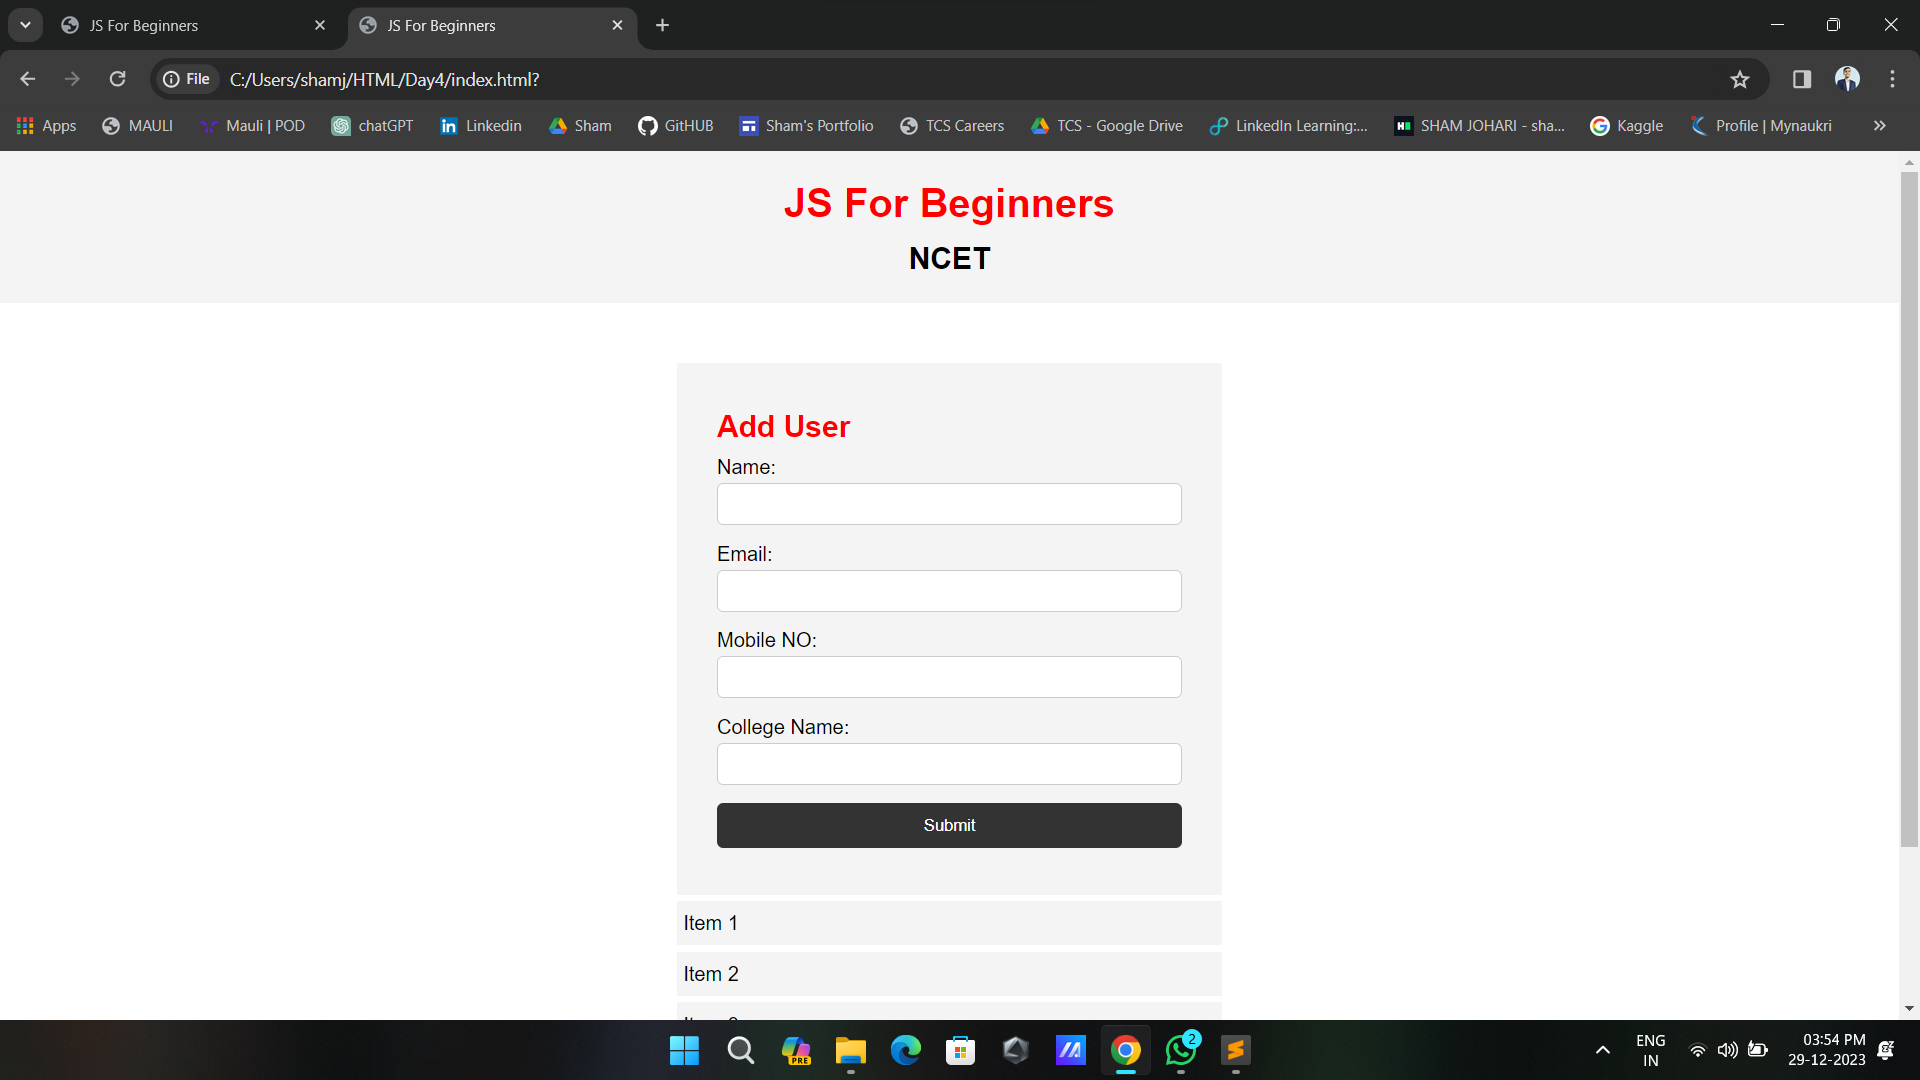 JS For Beginners
JS For Beginners
File
C:/Users/shamj/HTML/Day4/index.html?
Apps
MAULI
Mauli | POD
chatGPT
Linkedin
Sham
GitHUB
Sham's Portfolio
TCS Careers
TCS - Google Drive
LinkedIn Learning:...
SHAM JOHARI - sha...
Kaggle
Profile | Mynaukri
JS For Beginners
NCET
Add User
Name:
Email:
Mobile NO:
College Name:
Submit
Item 1
Item 2
PRE
2
ENG
IN
03:54 PM
29-12-2023